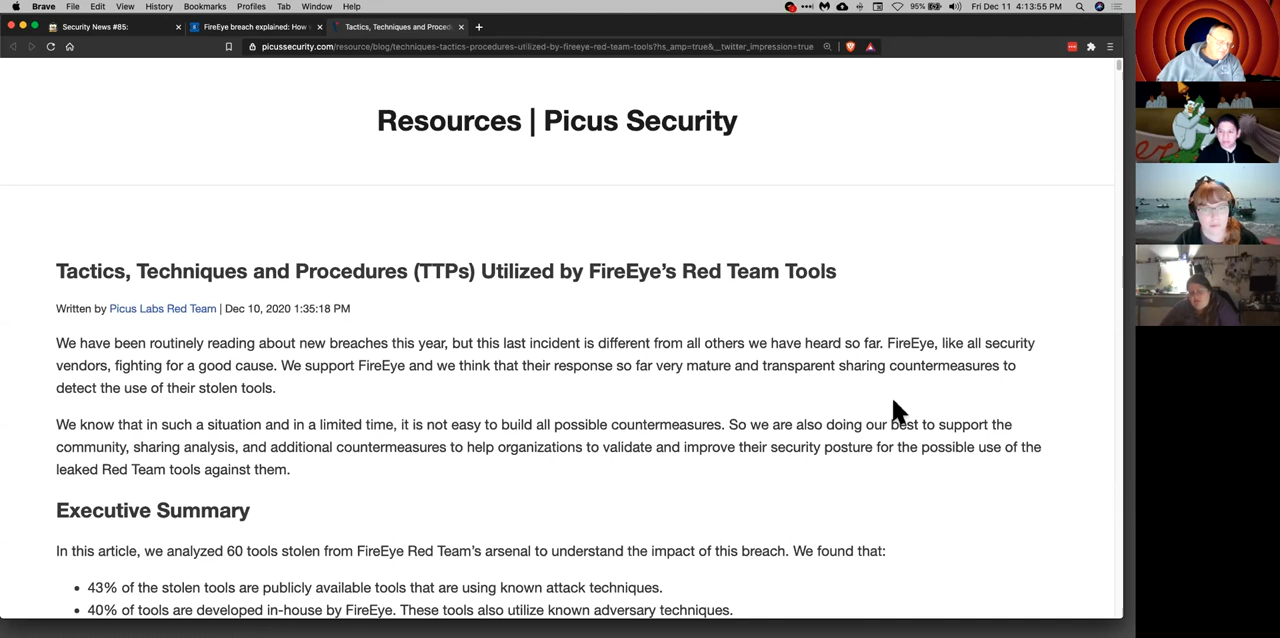 Brave File Edit View History Bookmarks Profiles Tab Window Help
95% Fri Dec 11 4:13:55 PM
Security News #85:
FireEye breach explained: How
Tactics, Techniques and Proced
picussecurity.com/resource/blog/techniques-tactics-procedures-utilized-by-fireeye-red-team-tools?hs_amp=true&__twitter_impression=true
Resources | Picus Security
Tactics, Techniques and Procedures (TTPs) Utilized by FireEye’s Red Team Tools
Written by Picus Labs Red Team | Dec 10, 2020 1:35:18 PM
We have been routinely reading about new breaches this year, but this last incident is different from all others we have heard so far. FireEye, like all security
vendors, fighting for a good cause. We support FireEye and we think that their response so far very mature and transparent sharing countermeasures to
detect the use of their stolen tools.
We know that in such a situation and in a limited time, it is not easy to build all possible countermeasures. So we are also doing our best to support the
community, sharing analysis, and additional countermeasures to help organizations to validate and improve their security posture for the possible use of the
leaked Red Team tools against them.
Executive Summary
In this article, we analyzed 60 tools stolen from FireEye Red Team’s arsenal to understand the impact of this breach. We found that:
• 43% of the stolen tools are publicly available tools that are using known attack techniques.
• 40% of tools are developed in-house by FireEye. These tools also utilize known adversary techniques.